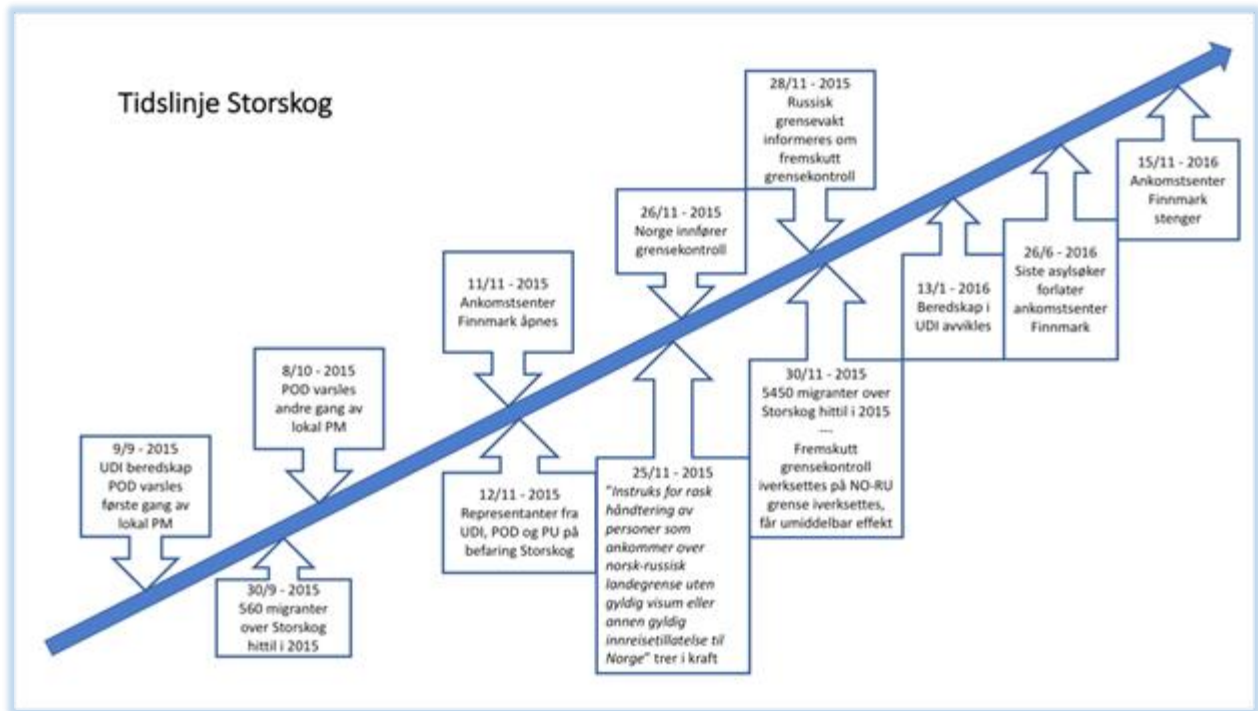 Tidslinje Storskog
9/9 - 2015
UDI beredskap
POD varsles
første gang av
lokal PM
30/9 - 2015
560 migranter
over Storskog
hittil i 2015
8/10 - 2015
POD varsles
andre gang av
lokal PM
11/11 - 2015
Ankomstsenter
Finnmark åpnes
12/11 - 2015
Representanter fra
UDI, POD og PU på
befaring Storskog
25/11 - 2015
"Instruks for rask
håndtering av
personer som
ankommer over
norsk-russisk
landegrense uten
gyldig visum eller
annen gyldig
innreisetillatelse til
Norge" trer i kraft
26/11 - 2015
Norge innfører
grensekontroll
28/11 - 2015
Russisk
grensevakt
informeres om
fremskutt
grensekontroll
30/11 - 2015
5450 migranter over
Storskog hittil i 2015
---
Fremskutt
grensekontroll
iverksettes på NO-RU
grense iverksettes,
får umiddelbar effekt
13/1 - 2016
Beredskap i
UDI avvikles
26/6 - 2016
Siste asylsøker
forlater
ankomstsenter
Finnmark
15/11 - 2016
Ankomstsenter
Finnmark
stenger